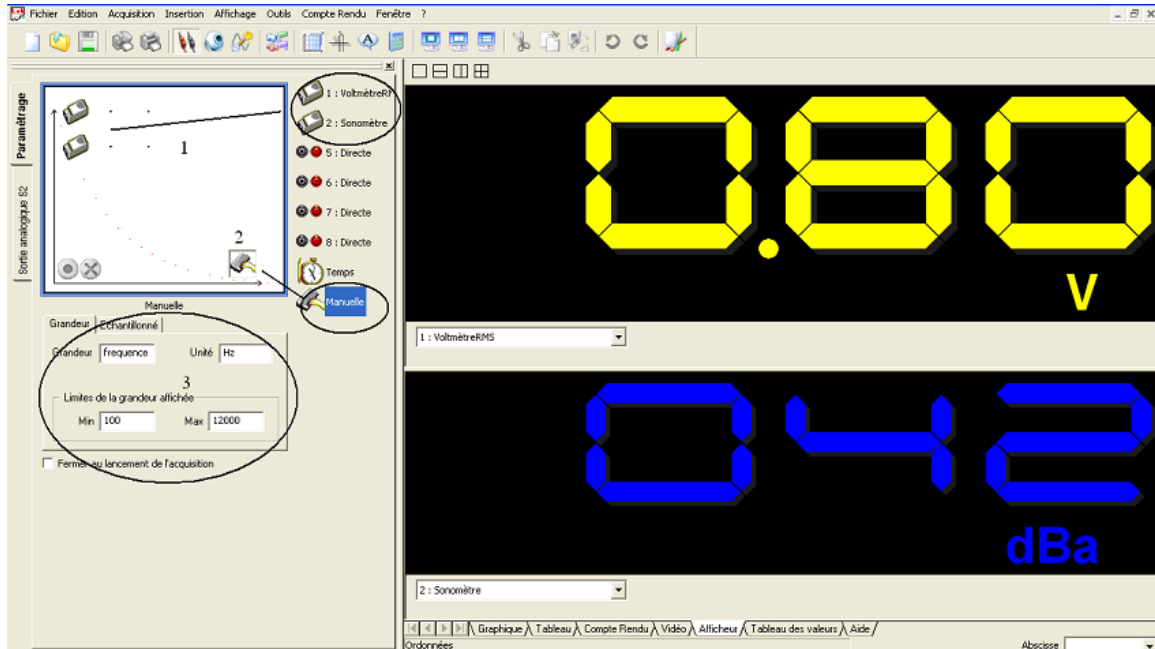 Fichier Edition Acquisition Insertion Affichage Outils Compte Rendu Fenêtre ?
Paramétrage
Sortie analogique S2
1
2
1 : VoltmètreRM
2 : Sonomètre
5 : Directe
6 : Directe
7 : Directe
8 : Directe
Temps
Manuelle
Manuelle
Grandeur Echantillonné
Grandeur frequence Unité Hz
3
Limites de la grandeur affichée
Min 100 Max 12000
Fermer au lancement de l'acquisition
0.80
V
1 : VoltmètreRMS
042
dBa
2 : Sonomètre
Graphique Tableau Compte Rendu Vidéo Afficheur Tableau des valeurs Aide
Ordonnées
Abscisse